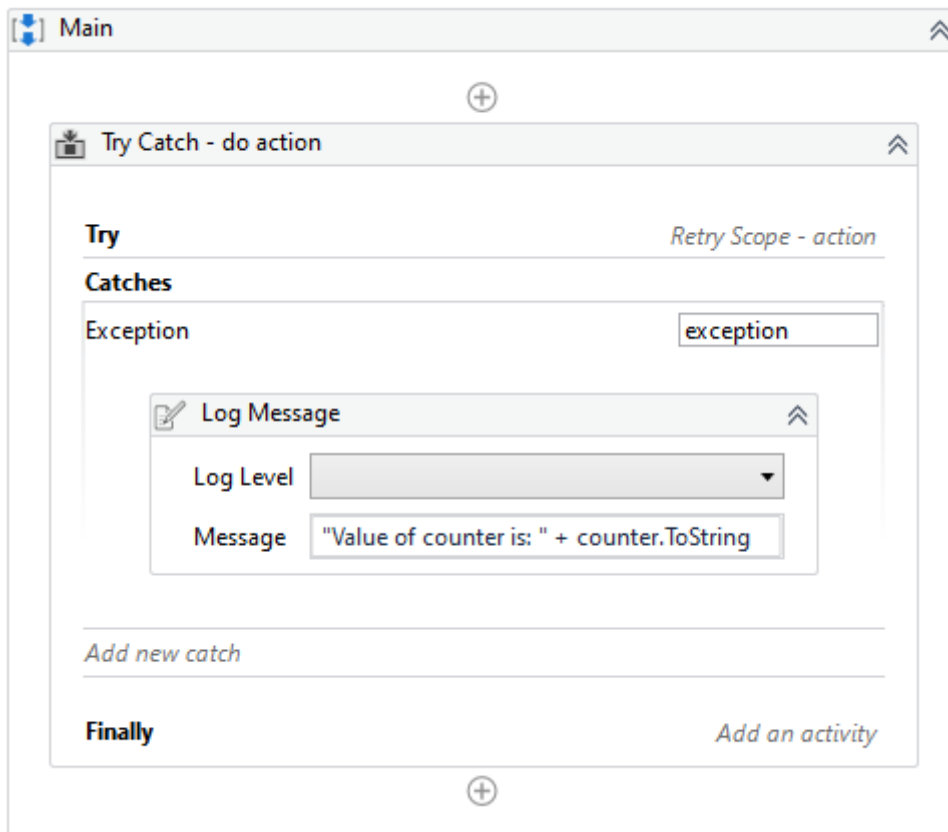 Main
Try Catch - do action
Try Retry Scope - action
Catches
Exception exception
Log Message
Log Level
Message "Value of counter is: " + counter.ToString
Add new catch
Finally Add an activity